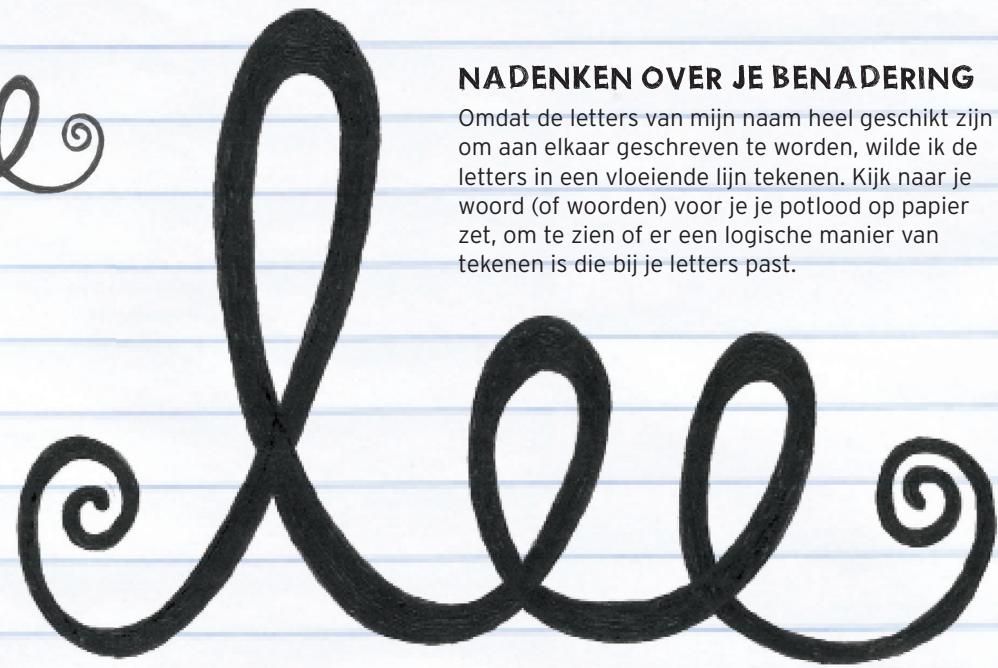 NADENKEN OVER JE BENADERING
Omdat de letters van mijn naam heel geschikt zijn
om aan elkaar geschreven te worden, wilde ik de
letters in een vloeiende lijn tekenen. Kijk naar je
woord (of woorden) voor je je potlood op papier
zet, om te zien of er een logische manier van
tekenen is die bij je letters past.
lee